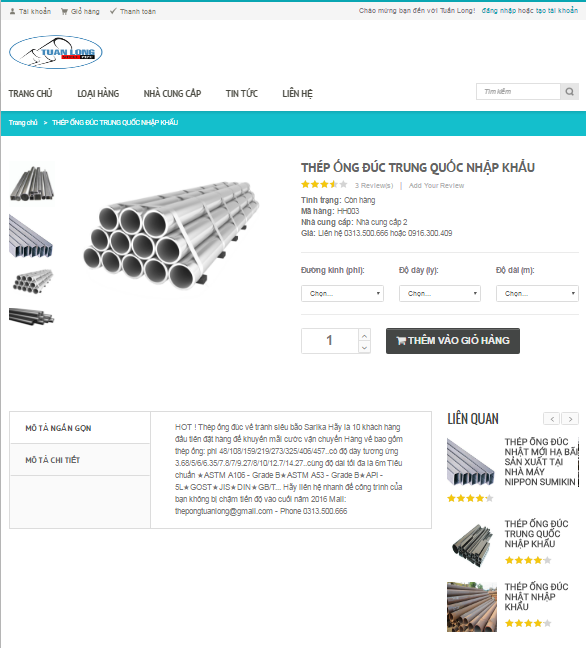 Tài khoản Giỏ hàng Thanh toán
Chào mừng bạn đến với Tuấn Long! đăng nhập hoặc tạo tài khoản
TUAN LONG
TRANG CHỦ LOẠI HÀNG NHÀ CUNG CẤP TIN TỨC LIÊN HỆ
Tìm kiếm
Trang chủ > THÉP ỐNG ĐÚC TRUNG QUỐC NHẬP KHẨU
THÉP ỐNG ĐÚC TRUNG QUỐC NHẬP KHẨU
3 Review(s) | Add Your Review
Tình trạng: Còn hàng
Mã hàng: HH003
Nhà cung cấp: Nhà cung cấp 2
Giá: Liên hệ 0313.500.666 hoặc 0916.300.409
Đường kính (phi): Độ dày (ly): Độ dài (m):
Chọn... Chọn... Chọn...
1 THÊM VÀO GIỎ HÀNG
MÔ TẢ NGẮN GỌN
MÔ TẢ CHI TIẾT
HOT ! Thép ống đúc về tránh siêu bão Sarika Hãy là 10 khách hàng
đầu tiên đặt hàng để khuyến mãi cước vận chuyển Hàng về bao gồm
thép ống: phi 48/108/159/219/273/325/406/457..có độ dày tương ứng
3.68/5/6/6.35/7.8/7/9.27/8/10/12.7/14.27..cùng độ dài tối đa là 6m Tiêu
chuẩn ★ASTM A106 - Grade B★ASTM A53 - Grade B★API -
5L★GOST★JIS★DIN★GB/T... Hãy liên hệ nhanh để công trình của
bạn không bị chậm tiến độ vào cuối năm 2016 Mail:
thepongtuanlong@gmail.com - Phone 0313.500.666
LIÊN QUAN
THÉP ỐNG ĐÚC
NHẬT MỚI HẠ BÃI
SẢN XUẤT TẠI
NHÀ MÁY
NIPPON SUMIKIN
THÉP ỐNG ĐÚC
TRUNG QUỐC
NHẬP KHẨU
THÉP ỐNG ĐÚC
NHẬT NHẬP
KHẨU